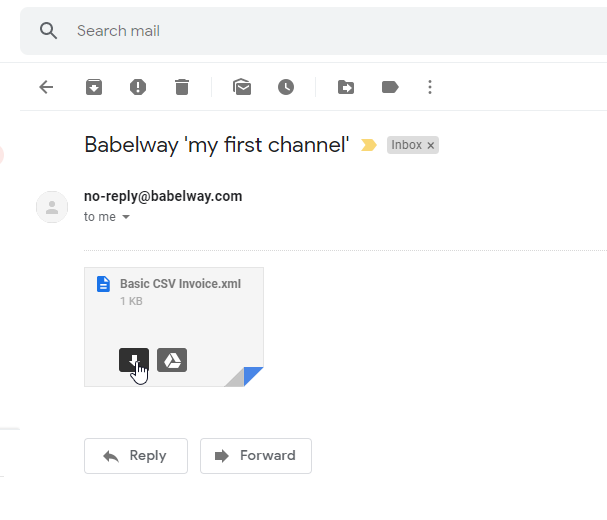 Search mail
Babelway 'my first channel'
Inbox ×
no-reply@babelway.com
to me
Basic CSV Invoice.xml
1 KB
Reply
Forward